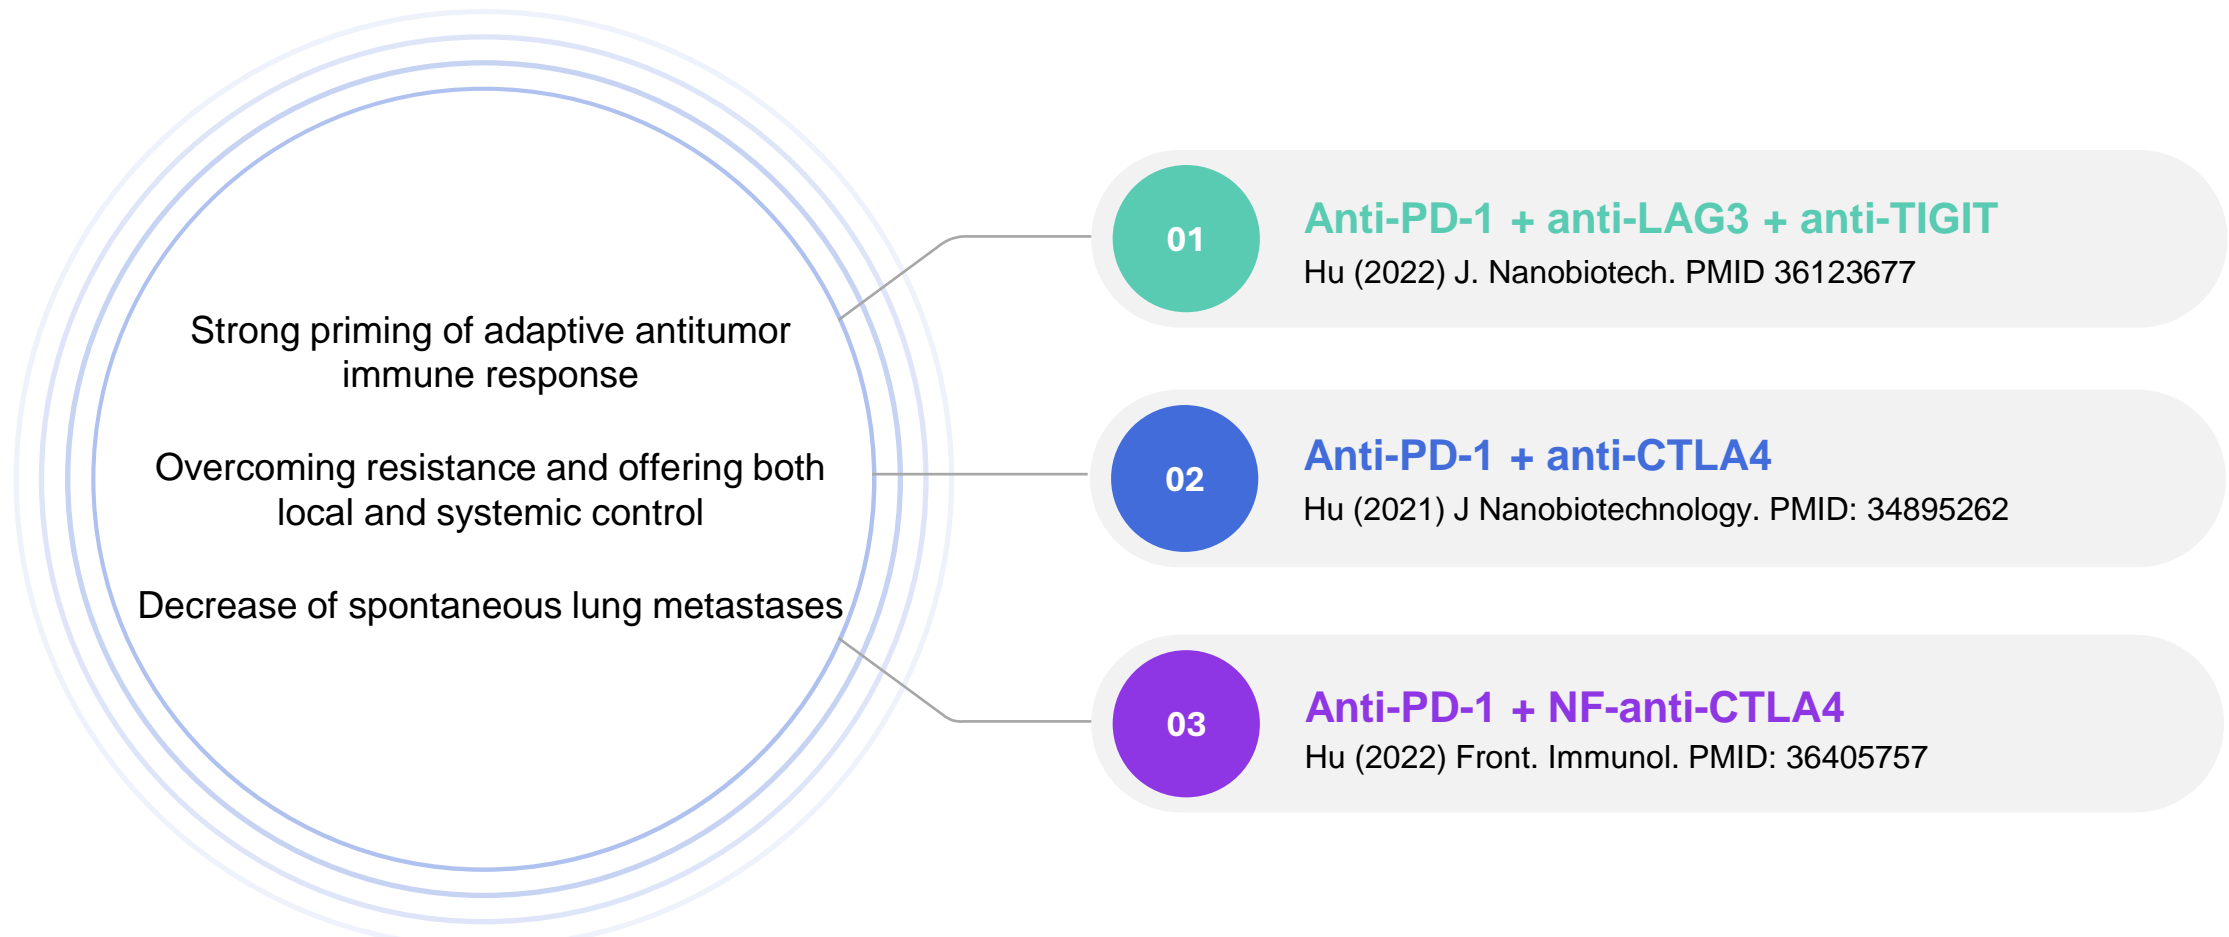 Strong priming of adaptive antitumor
immune response
Overcoming resistance and offering both
local and systemic control
Decrease of spontaneous lung metastases
01
Anti-PD-1 + anti-LAG3 + anti-TIGIT
Hu (2022) J. Nanobiotech. PMID 36123677
02
Anti-PD-1 + anti-CTLA4
Hu (2021) J Nanobiotechnology. PMID: 34895262
03
Anti-PD-1 + NF-anti-CTLA4
Hu (2022) Front. Immunol. PMID: 36405757